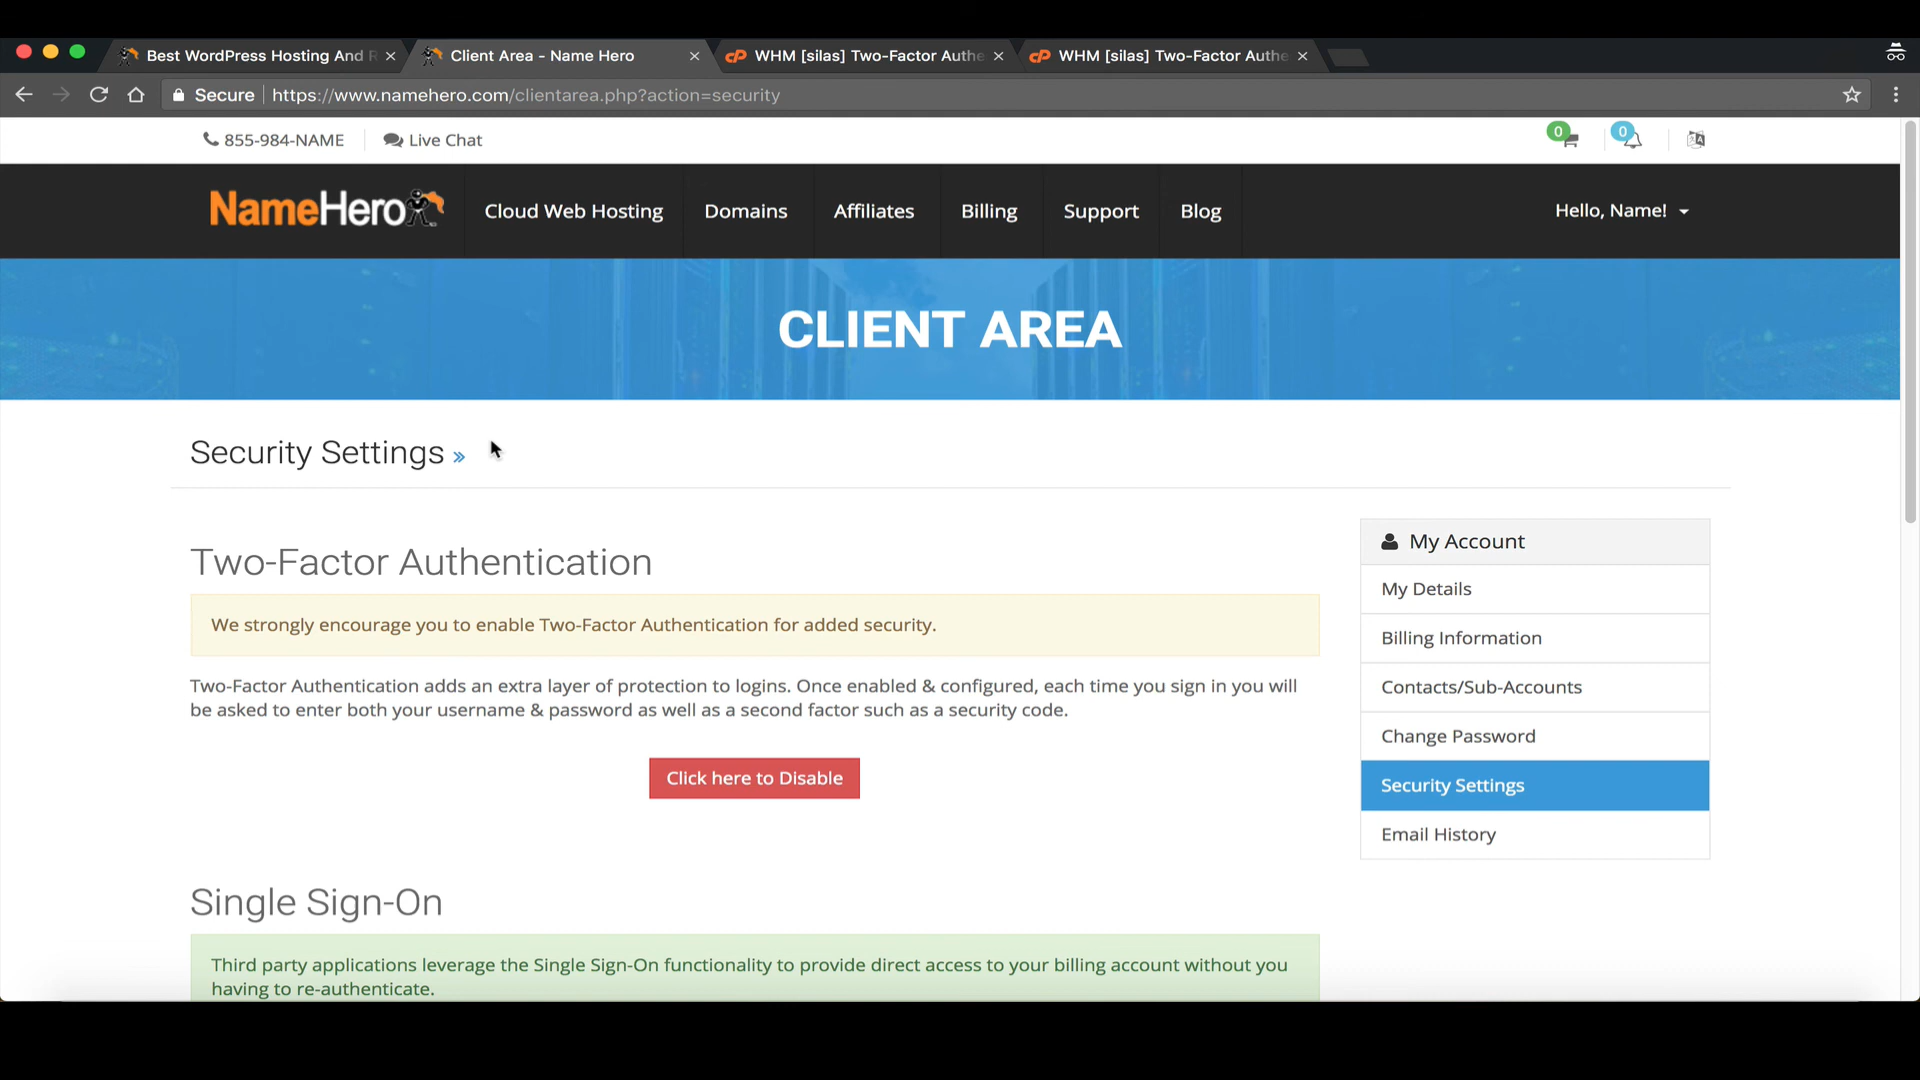 Best WordPress Hosting And R
Client Area - Name Hero
WHM [silas] Two-Factor Authe
WHM [silas] Two-Factor Authe
Secure
https://www.namehero.com/clientarea.php?action=security
855-984-NAME
Live Chat
0
0
NameHero
Cloud Web Hosting
Domains
Affiliates
Billing
Support
Blog
Hello, Name!
CLIENT AREA
Security Settings »
Two-Factor Authentication
We strongly encourage you to enable Two-Factor Authentication for added security.
Two-Factor Authentication adds an extra layer of protection to logins. Once enabled & configured, each time you sign in you will
be asked to enter both your username & password as well as a second factor such as a security code.
Click here to Disable
My Account
My Details
Billing Information
Contacts/Sub-Accounts
Change Password
Security Settings
Email History
Single Sign-On
Third party applications leverage the Single Sign-On functionality to provide direct access to your billing account without you
having to re-authenticate.